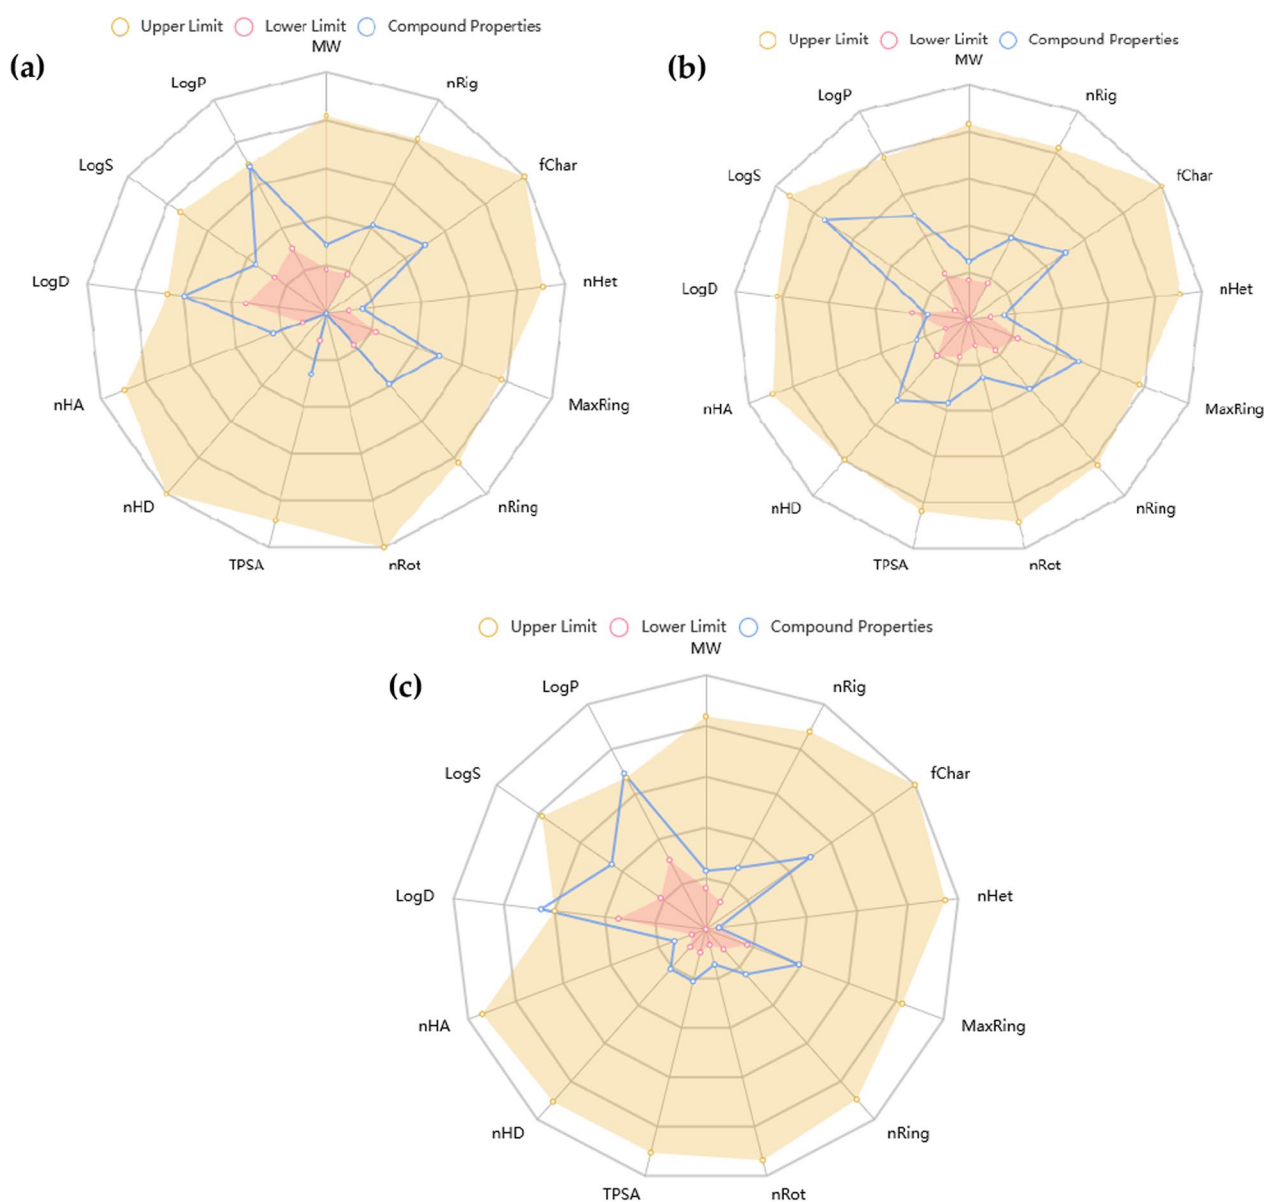 Upper Limit Lower Limit Compound Properties
(a)
MW
nRig
fChar
nHet
MaxRing
nRing
nRot
TPSA
nHD
nHA
LogD
LogS
LogP
Upper Limit Lower Limit Compound Properties
(b)
MW
nRig
fChar
nHet
MaxRing
nRing
nRot
TPSA
nHD
nHA
LogD
LogS
LogP
Upper Limit Lower Limit Compound Properties
(c)
MW
nRig
fChar
nHet
MaxRing
nRing
nRot
TPSA
nHD
nHA
LogD
LogS
LogP